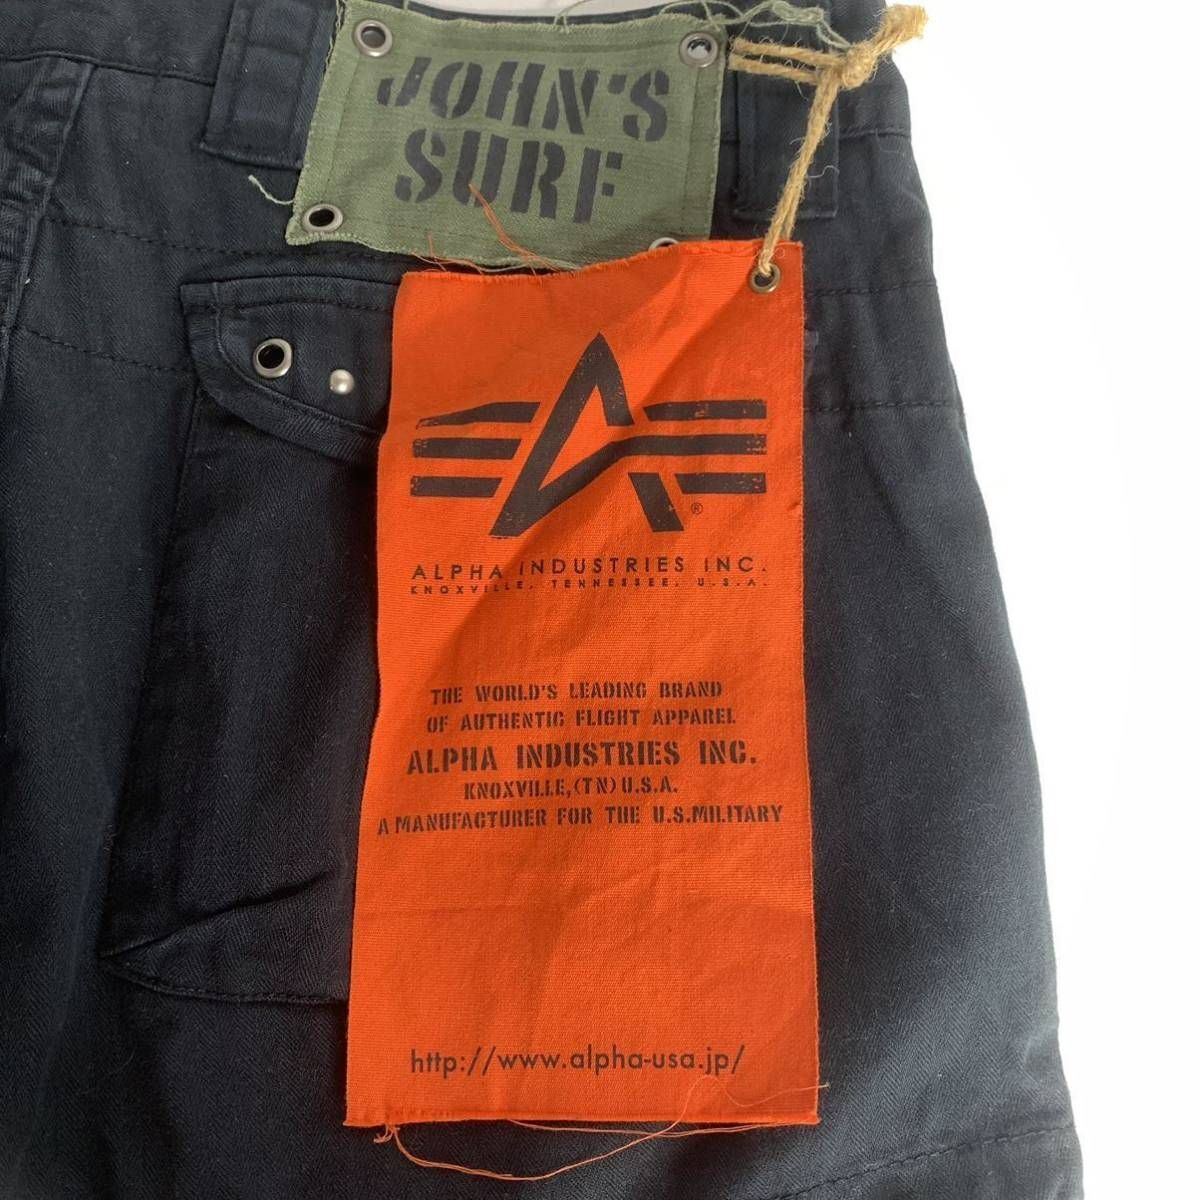 JOHN'S
SURF
®
ALPHA INDUSTRIES INC.
KNOXVILLE, TENNESSEE, U.S.A.
THE WORLD'S LEADING BRAND
OF AUTHENTIC FLIGHT APPAREL
ALPHA INDUSTRIES INC.
KNOXVILLE,(TN)U.S.A.
A MANUFACTURER FOR THE U.S.MILITARY
http://www.alpha-usa.jp/